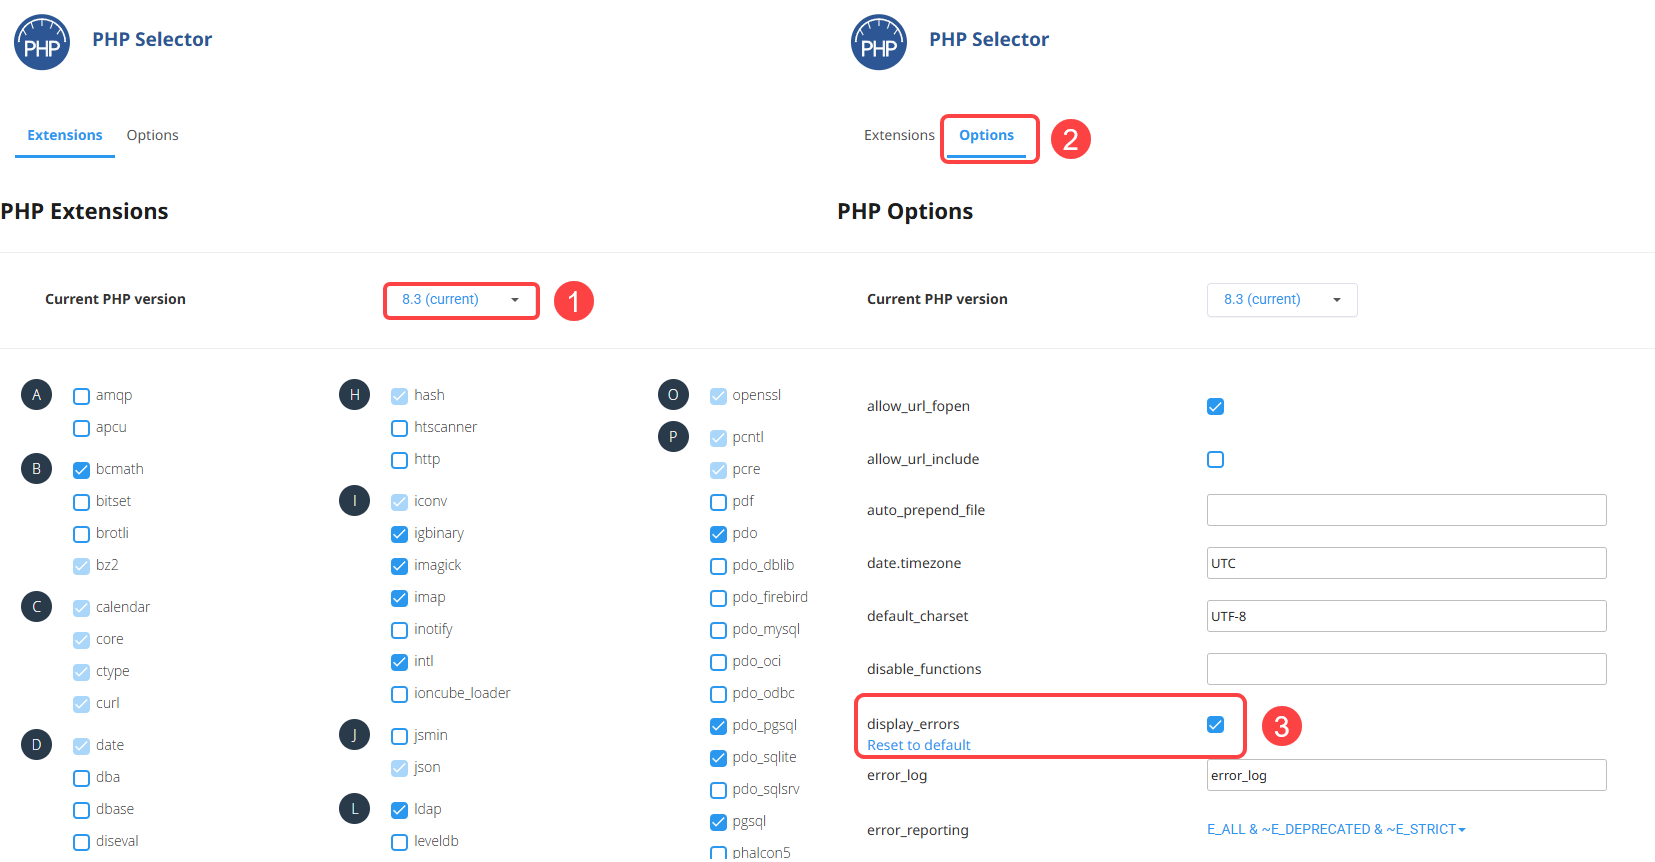 PHP
PHP Selector
Extensions
Options
PHP Extensions
Current PHP version
8.3 (current)
1
A
amqp
apcu
B
bcmath
bitset
brotli
bz2
C
calendar
core
ctype
curl
D
date
dba
dbase
diseval
H
hash
htscanner
http
I
iconv
igbinary
imagick
imap
inotify
intl
ioncube_loader
J
jsmin
json
L
ldap
leveldb
O
openssl
P
pcntl
pcre
pdf
pdo
pdo_dblib
pdo_firebird
pdo_mysql
pdo_oci
pdo_odbc
pdo_pgsql
pdo_sqlite
pdo_sqlsrv
pgsql
phalcon5
PHP
PHP Selector
Extensions
Options
2
PHP Options
Current PHP version
8.3 (current)
allow_url_fopen
allow_url_include
auto_prepend_file
date.timezone
UTC
default_charset
UTF-8
disable_functions
display_errors
Reset to default
3
error_log
error_log
error_reporting
E_ALL & ~E_DEPRECATED & ~E_STRICT